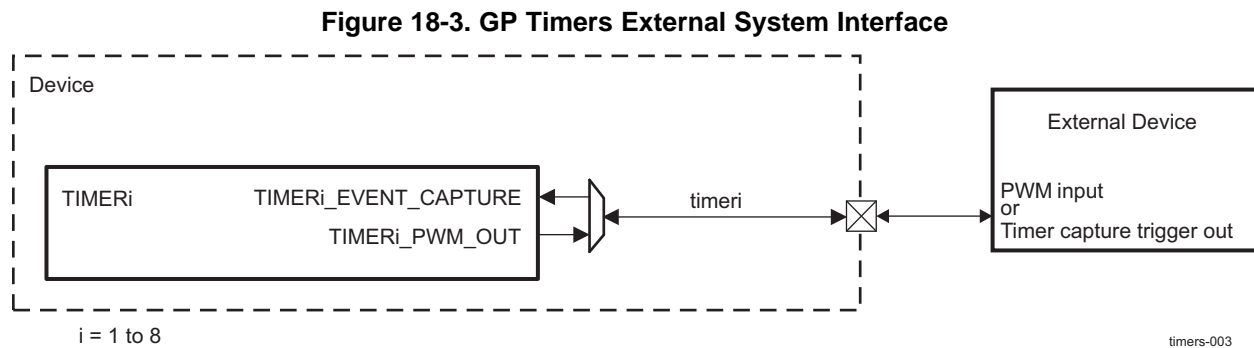 Figure 18-3. GP Timers External System Interface
Device
External Device
TIMERi
TIMERi_EVENT_CAPTURE
timeri
PWM input
or
Timer capture trigger out
TIMERi_PWM_OUT
i = 1 to 8
timers-003